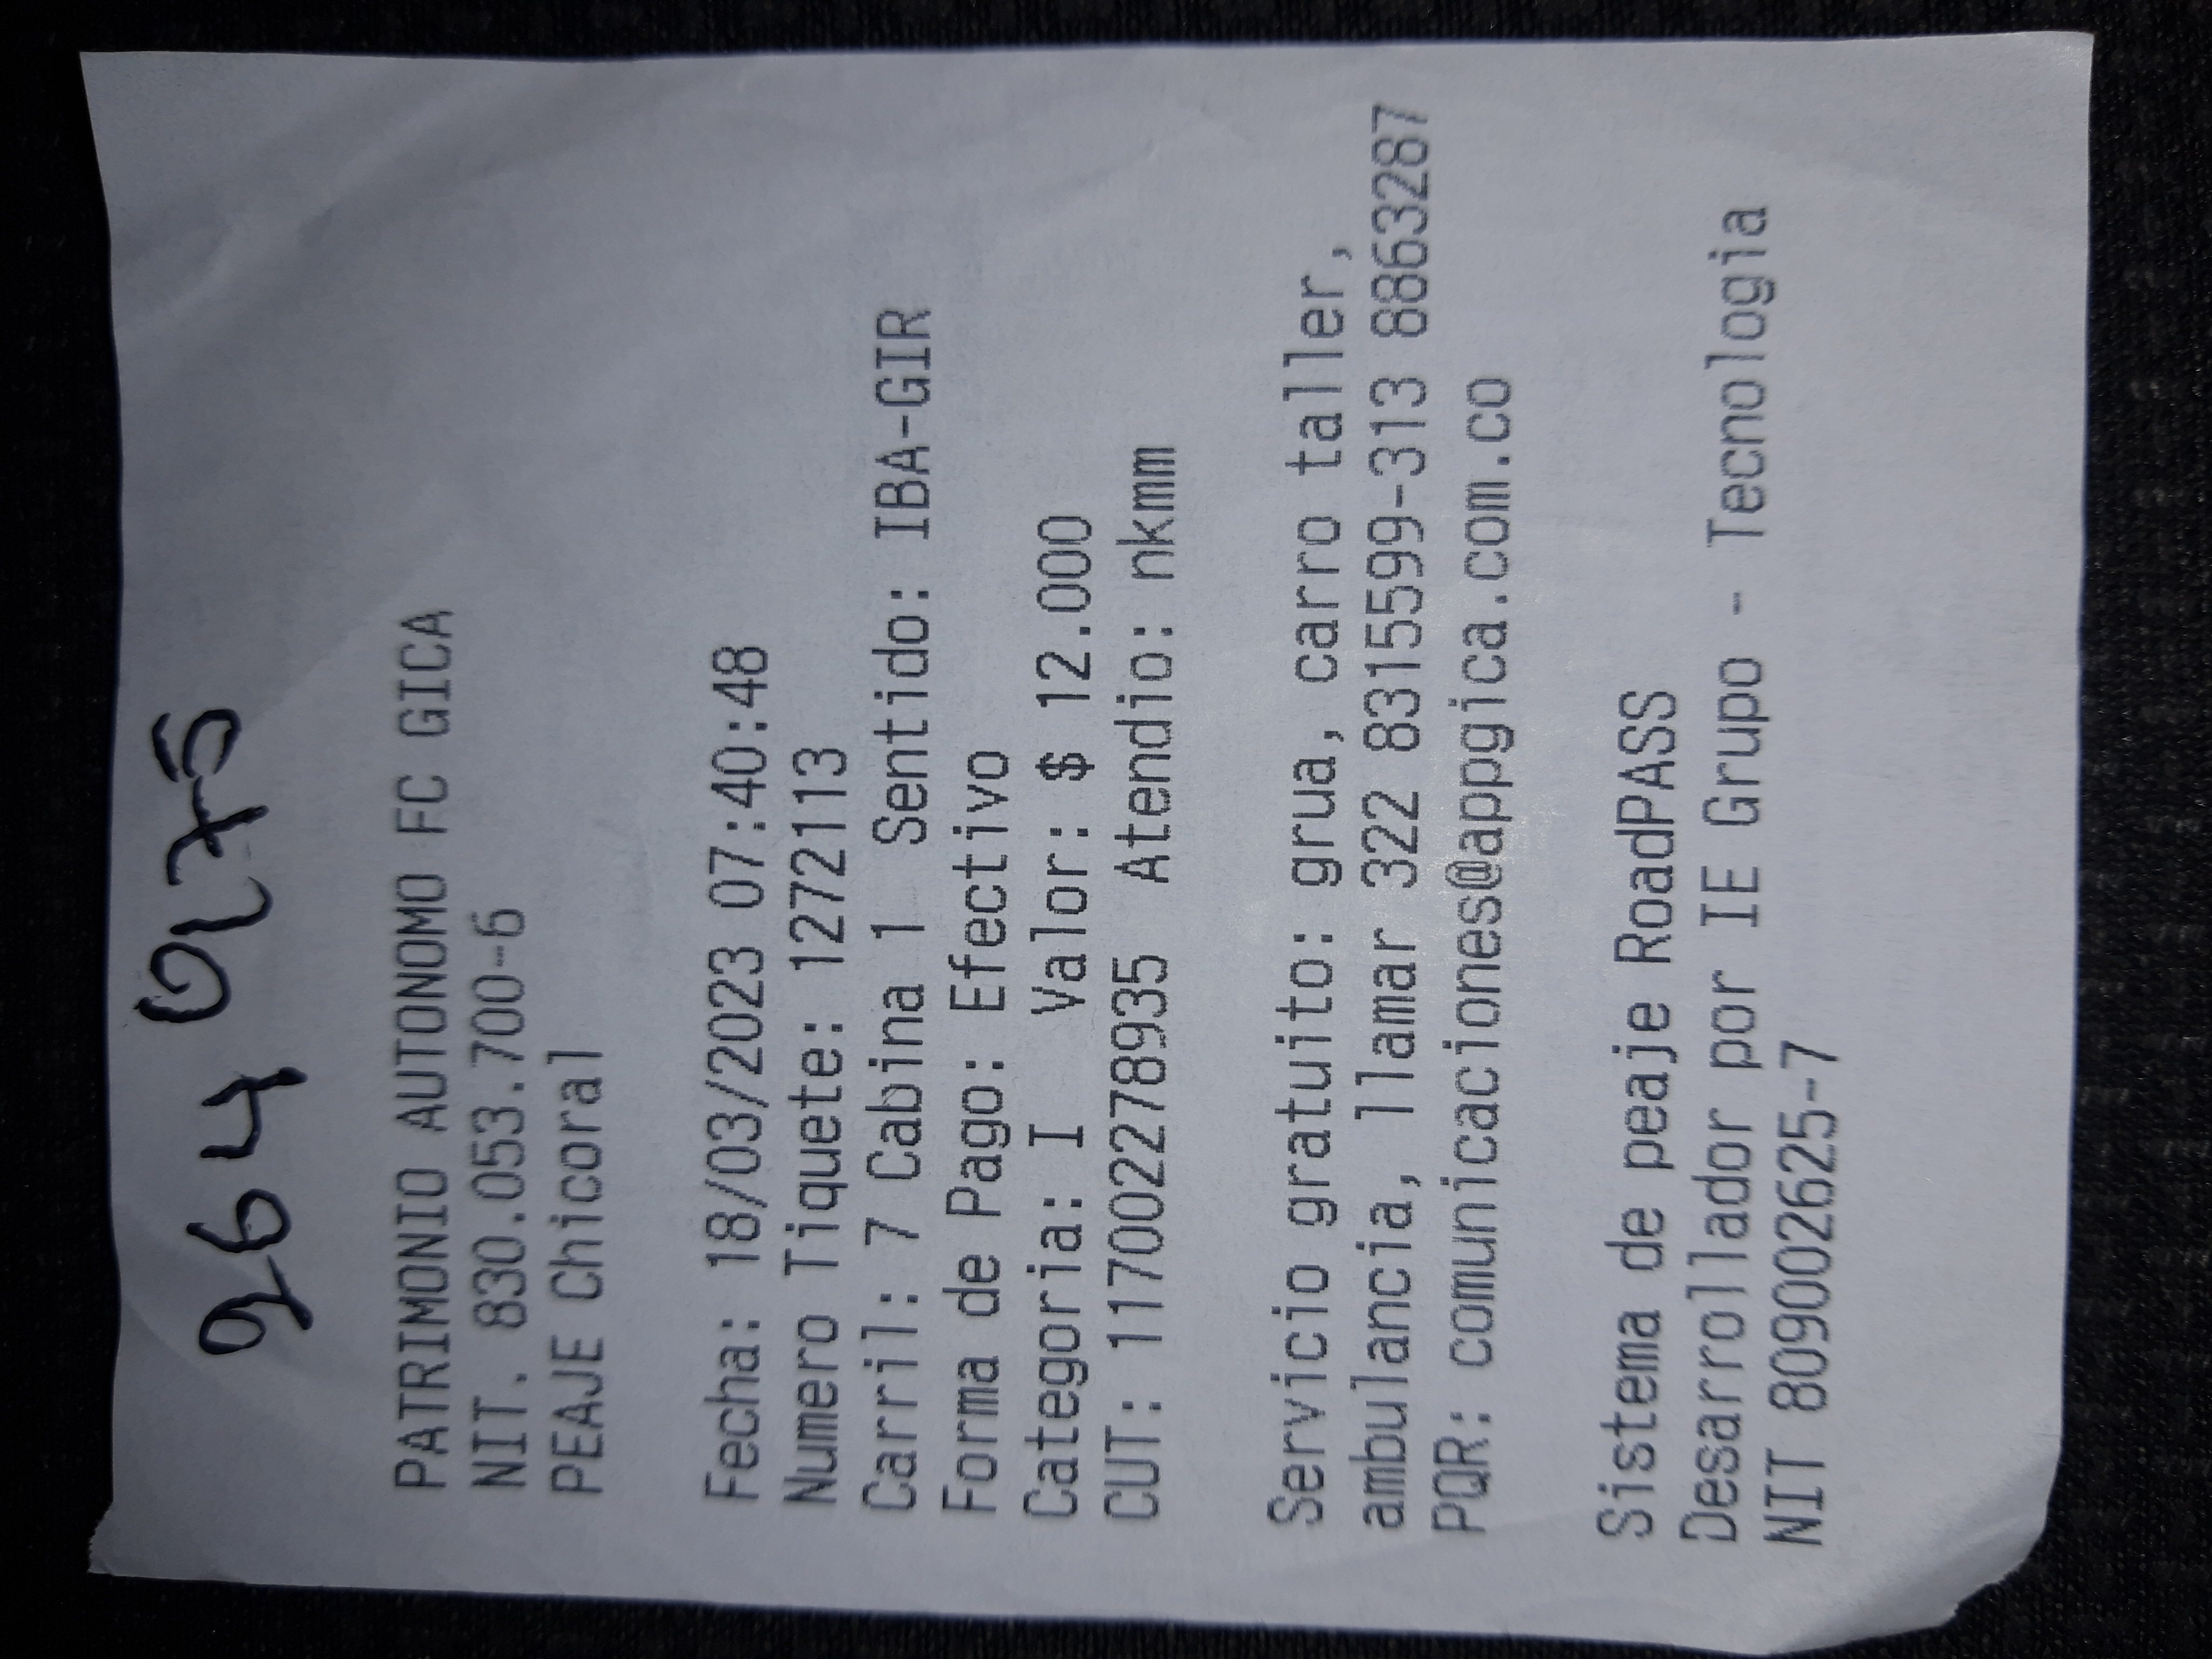 264 0175
PATRIMONIO AUTONOMO FC GICA
NIT. 830.053.700-6
PEAJE Chicoral
Fecha: 18/03/2023 07:40:48
Numero Tiquete: 1272113
Carril: 7 Cabina 1 Sentido: IBA-GIR
Forma de Pago: Efectivo
Categoria: I Valor: $ 12.000
CUT: 117002278935 Atendio: nkmm
Servicio gratuito: grua, carro taller,
ambulancia, llamar 322 8315599-313 8863287
PQR: comunicaciones@appgica.com.co
Sistema de peaje RoadPASS
Desarrollador por IE Grupo - Tecnologia
NIT 809002625-7